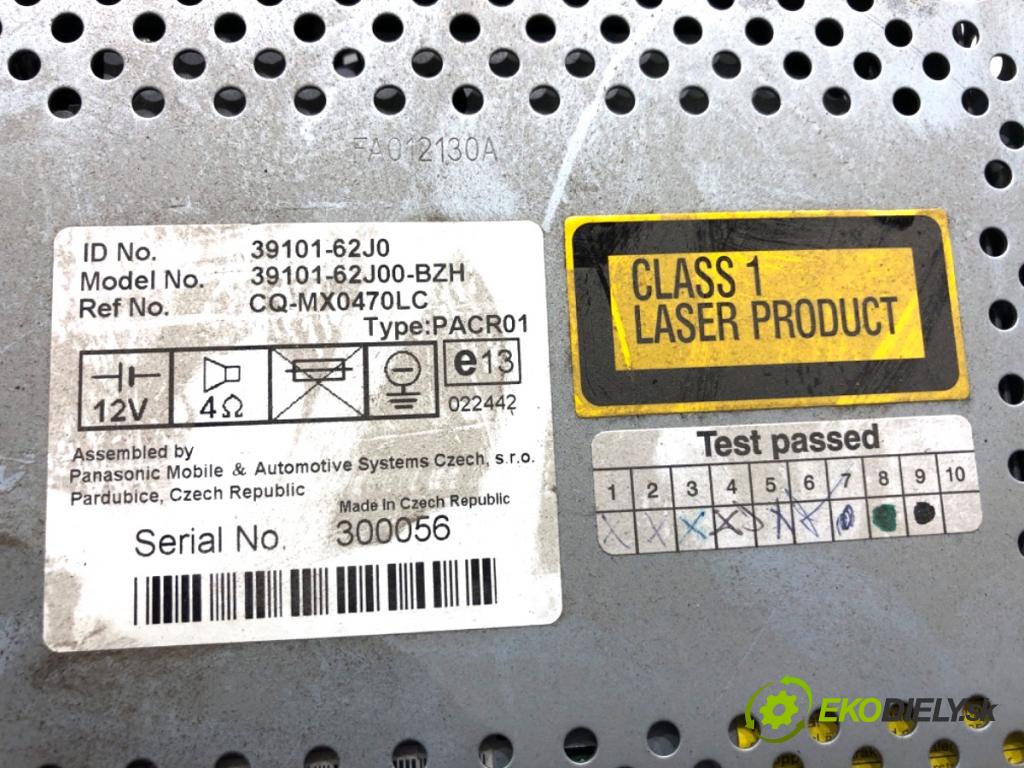 FA012130A
ID No. 39101-62J0
Model No. 39101-62J00-BZH
Ref No. CQ-MX0470LC
Type:PACR01
12V 4Ω e13
022442
Assembled by
Panasonic Mobile & Automotive Systems Czech, s.r.o.
Pardubice, Czech Republic
Made in Czech Republic
Serial No. 300056
CLASS 1
LASER PRODUCT
Test passed
1 2 3 4 5 6 7 8 9 10
EKODIELY.sk